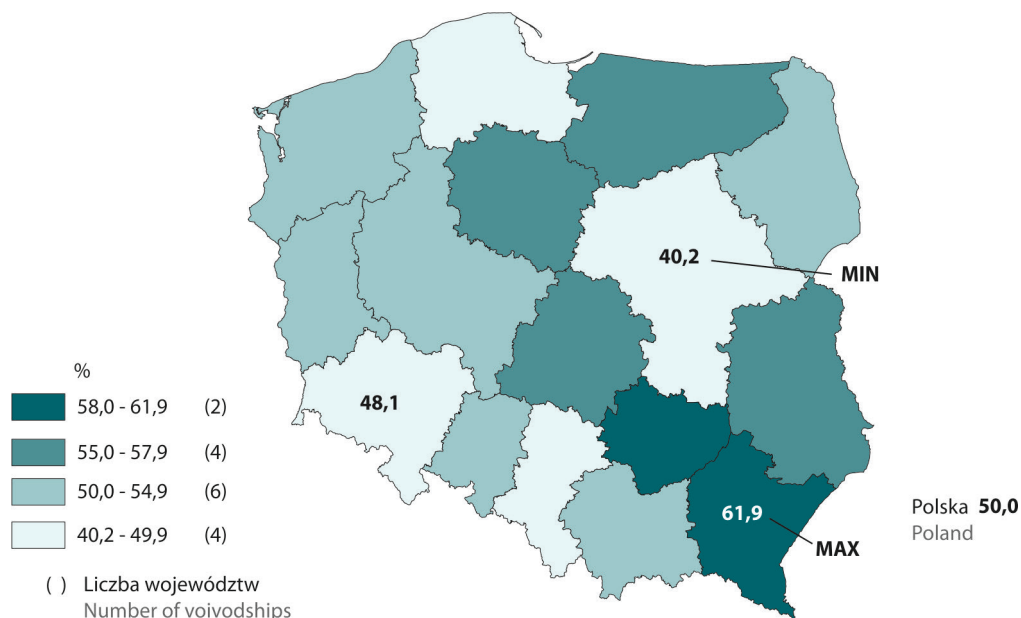 40,2
MIN
48,1
61,9
MAX
%
58,0 - 61,9 (2)
55,0 - 57,9 (4)
50,0 - 54,9 (6)
40,2 - 49,9 (4)
( ) Liczba województw
Number of voivodships
Polska 50,0
Poland